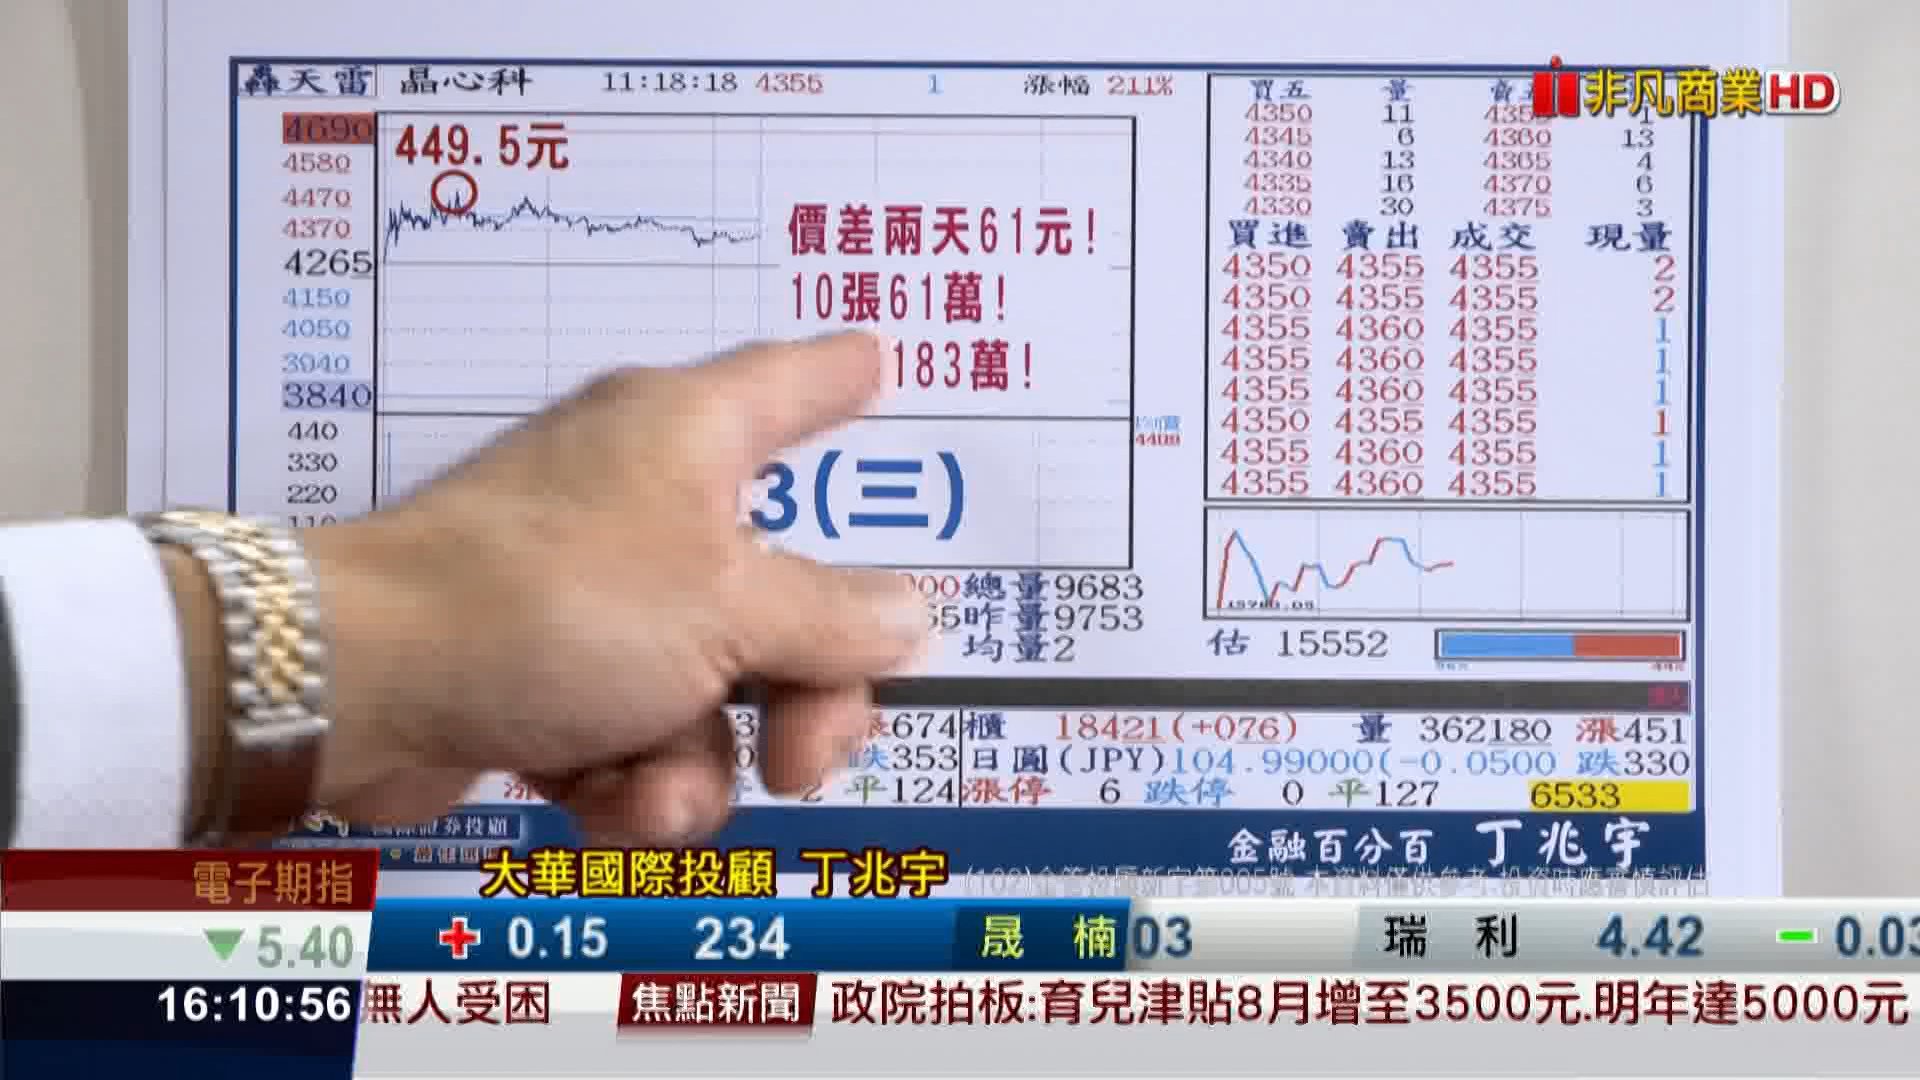 轟天雷 晶心科 11:18:18 4355 1 漲幅 211%
非凡商業HD
4690
4580
4470
4370
4265
4150
4050
3940
3840
440
330
220
449.5元
價差兩天61元!
10張61萬!
183萬!
3(三)
4409
買五 量
4350 11
4345 6 4360 13
4340 13 4365 4
4335 16 4370 6
4330 30 4375 3
買進 賣出 成交 現量
4350 4355 4355 2
4350 4355 4355 2
4355 4360 4355 1
4355 4360 4355 1
4355 4360 4355 1
4350 4355 4355 1
4355 4360 4355 1
4355 4360 4355 1
總量9683
昨量9753
均量2
估 15552
674
353
平124
櫃 18421(+076) 量 362180 漲451
日圓(JPY)104.99000(-0.0500 跌330
漲停 6 跌停 0 平127 6533
金融百分百 丁兆宇
大華國際投顧 丁兆宇
電子期指
5.40
0.15 234 晟楠 03 瑞利 4.42 0.03
16:10:56
無人受困 焦點新聞 政院拍板:育兒津貼8月增至3500元.明年達5000元